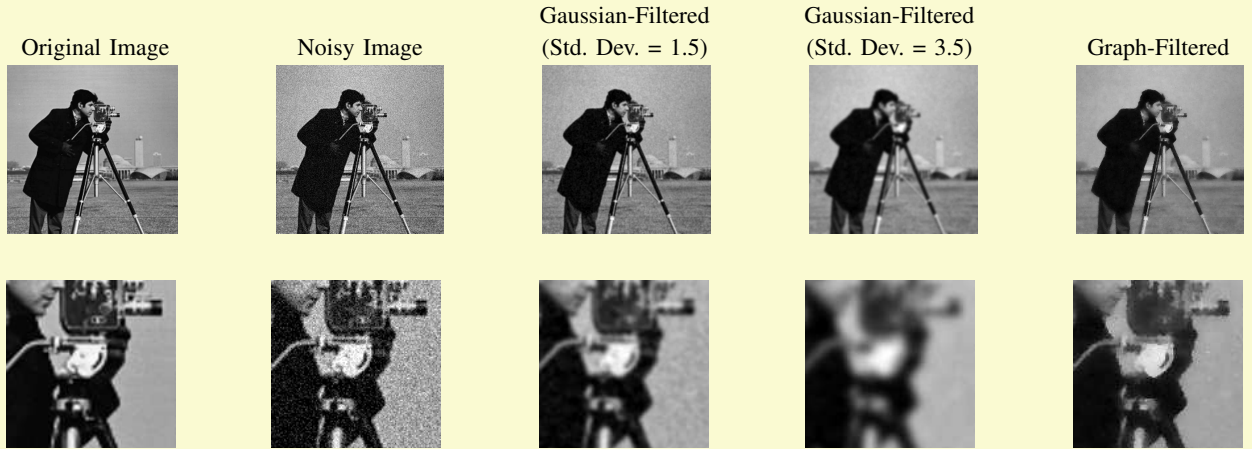 Original Image
Noisy Image
Gaussian-Filtered
(Std. Dev. = 1.5)
Gaussian-Filtered
(Std. Dev. = 3.5)
Graph-Filtered